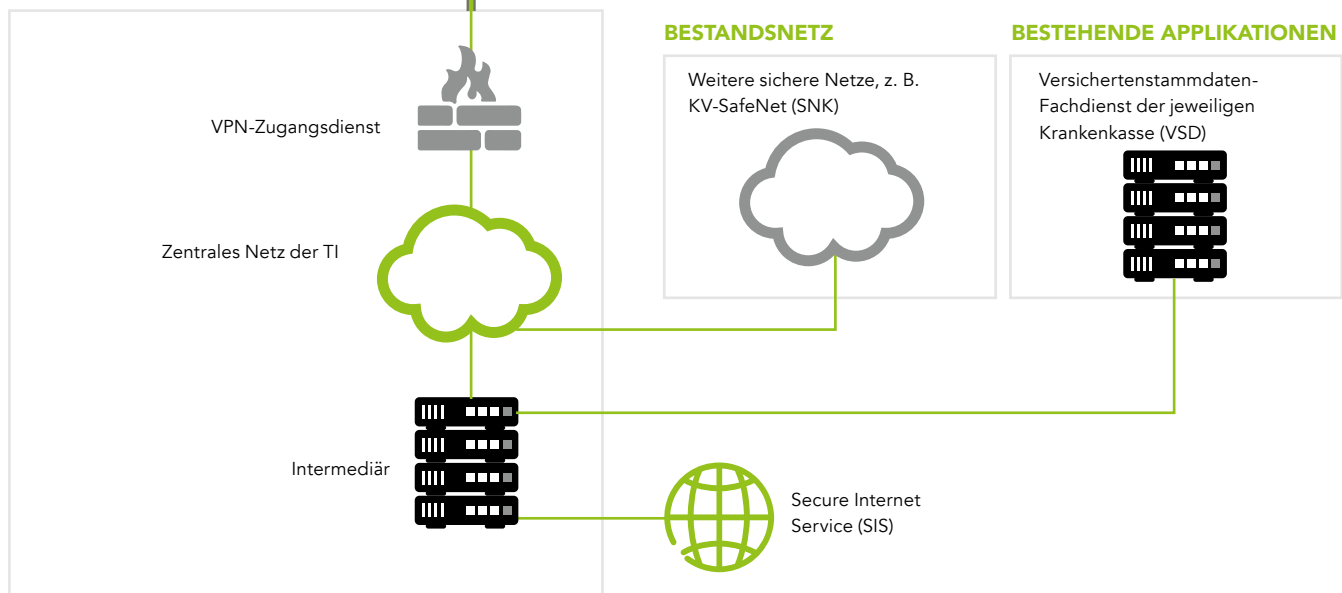 BESTANDSNETZ
BESTEHENDE APPLIKATIONEN
Weitere sichere Netze, z. B.
KV-SafeNet (SNK)
Versichertenstammdaten-
Fachdienst der jeweiligen
Krankenkasse (VSD)
VPN-Zugangsdienst
Zentrales Netz der TI
Intermediär
Secure Internet
Service (SIS)